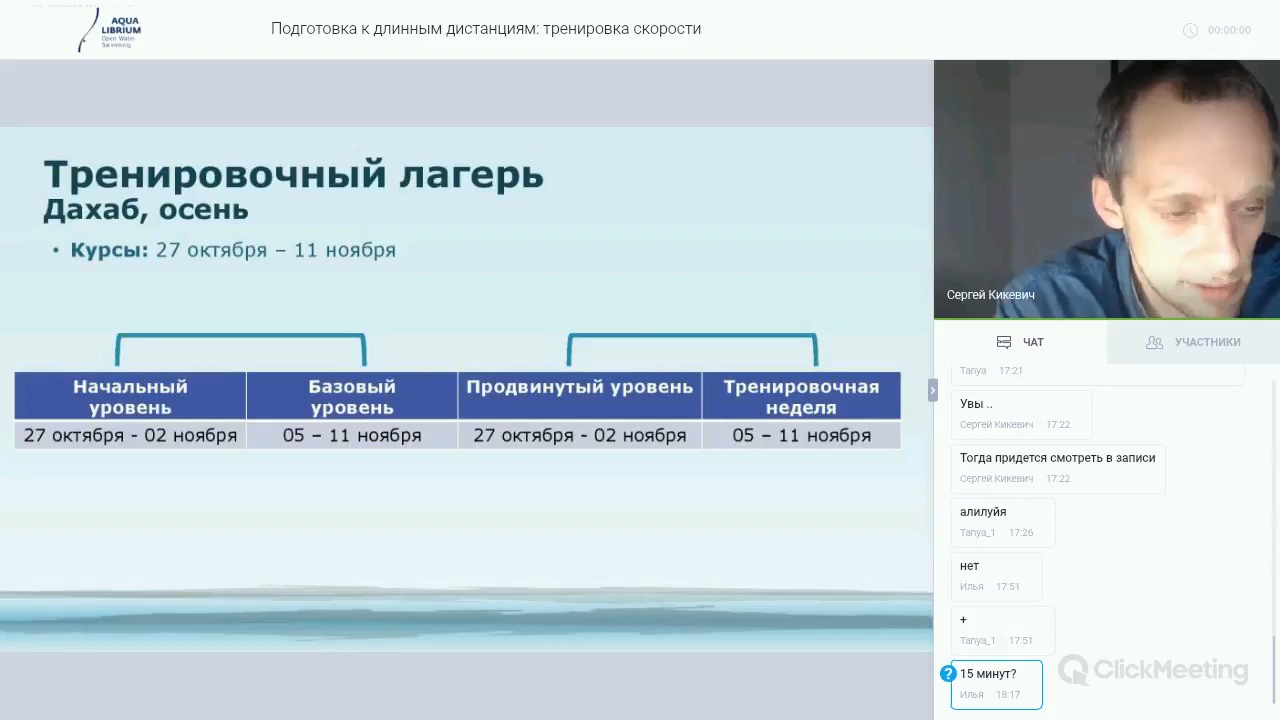 AQUA
LIBRIUM
Open Water
Swimming
Подготовка к длинным дистанциям: тренировка скорости
00:00:00
Тренировочный лагерь
Дахаб, осень
• Курсы: 27 октября – 11 ноября
Начальный уровень
Базовый уровень
Продвинутый уровень
Тренировочная неделя
27 октября - 02 ноября
05 – 11 ноября
27 октября - 02 ноября
05 – 11 ноября
Сергей Кикевич
ЧАТ
УЧАСТНИКИ
Tanya 17:21
Увы ..
Сергей Кикевич 17:22
Тогда придется смотреть в записи
Сергей Кикевич 17:22
алилуйя
Tanya_1 17:26
нет
Илья 17:51
+
Tanya_1 17:51
? 15 минут?
Илья 18:17
ClickMeeting